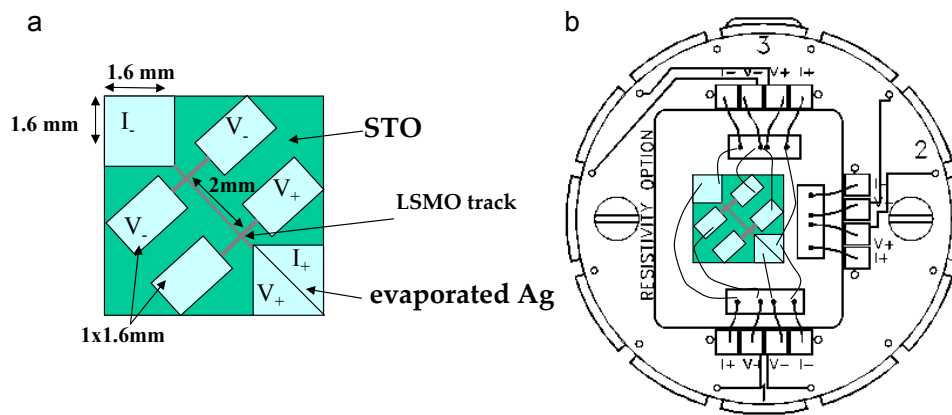 a
1.6 mm
1.6 mm
I-
V-
STO
2mm
V+
LSMO track
V-
I+
V+
evaporated Ag
1x1.6mm
b
3
I- V- V+ I+
2
RESISTIVITY OPTION
V+
I+
I+ V+ V- I-